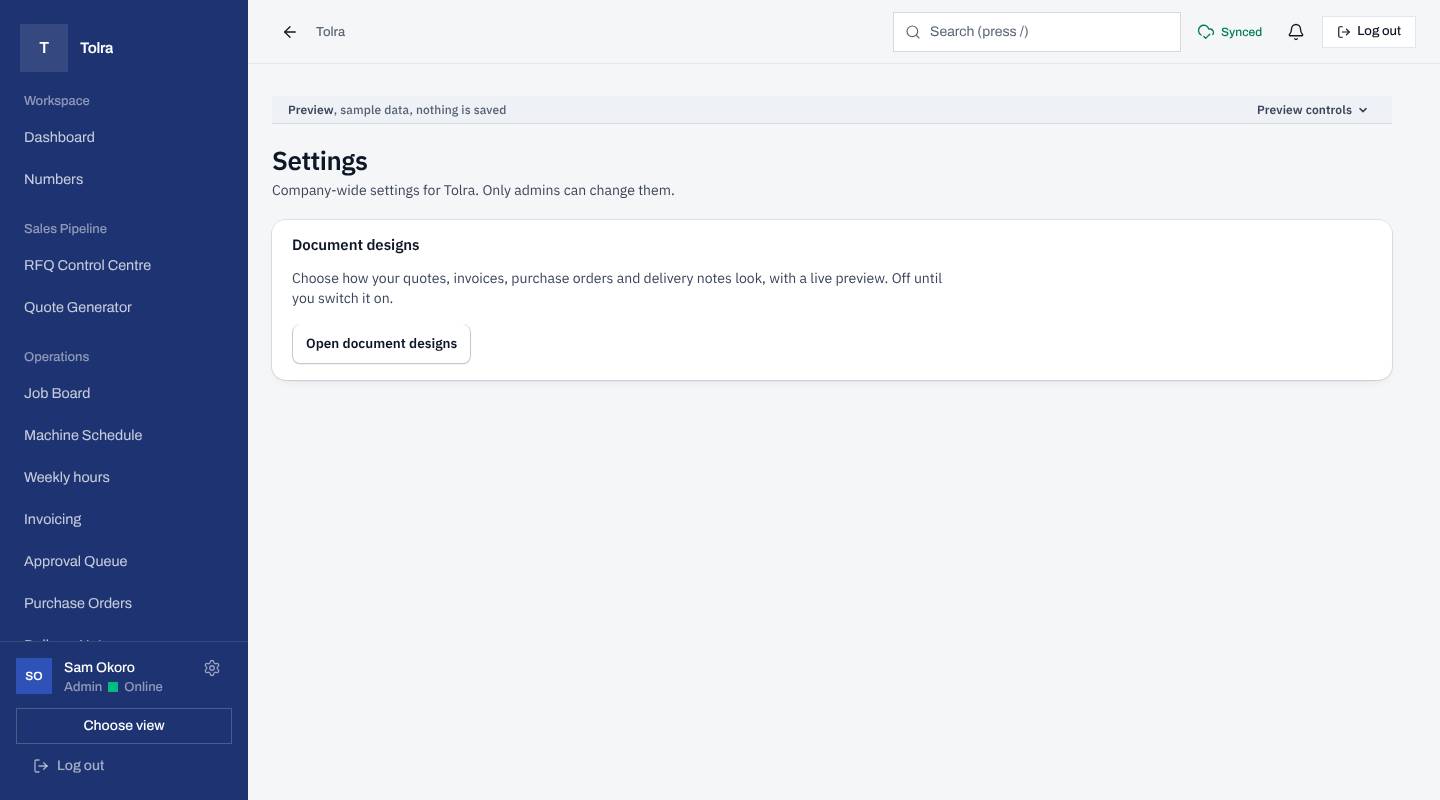 T
Tolra
Workspace
Dashboard
Numbers
Sales Pipeline
RFQ Control Centre
Quote Generator
Operations
Job Board
Machine Schedule
Weekly hours
Invoicing
Approval Queue
Purchase Orders
SO
Sam Okoro
Admin Online
Choose view
Log out
Tolra
Search (press /)
Synced
Log out
Preview, sample data, nothing is saved
Preview controls
Settings
Company-wide settings for Tolra. Only admins can change them.
Document designs
Choose how your quotes, invoices, purchase orders and delivery notes look, with a live preview. Off until
you switch it on.
Open document designs